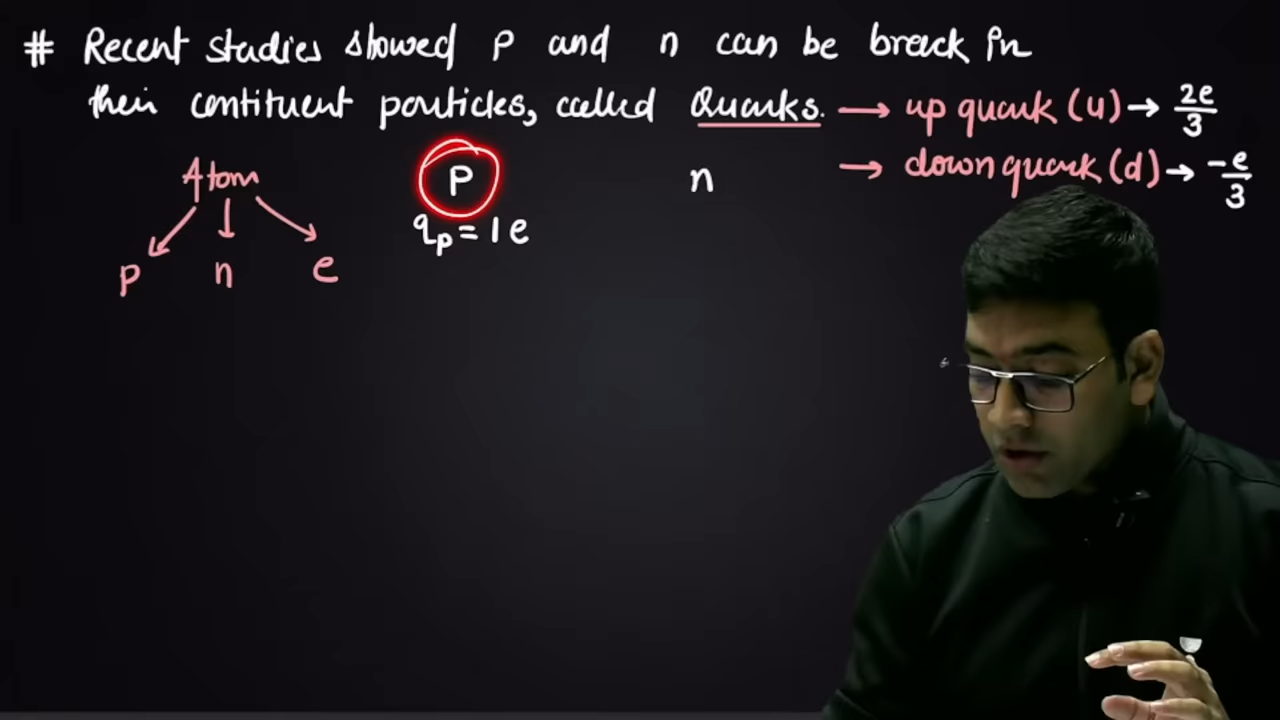 # Recent studies showed p and n can be break in
their contituent particles, called Quarks. → up quark (u) → 2e/3
→ down quark (d) → -e/3
Atom
p n e
P
qp = 1e
n